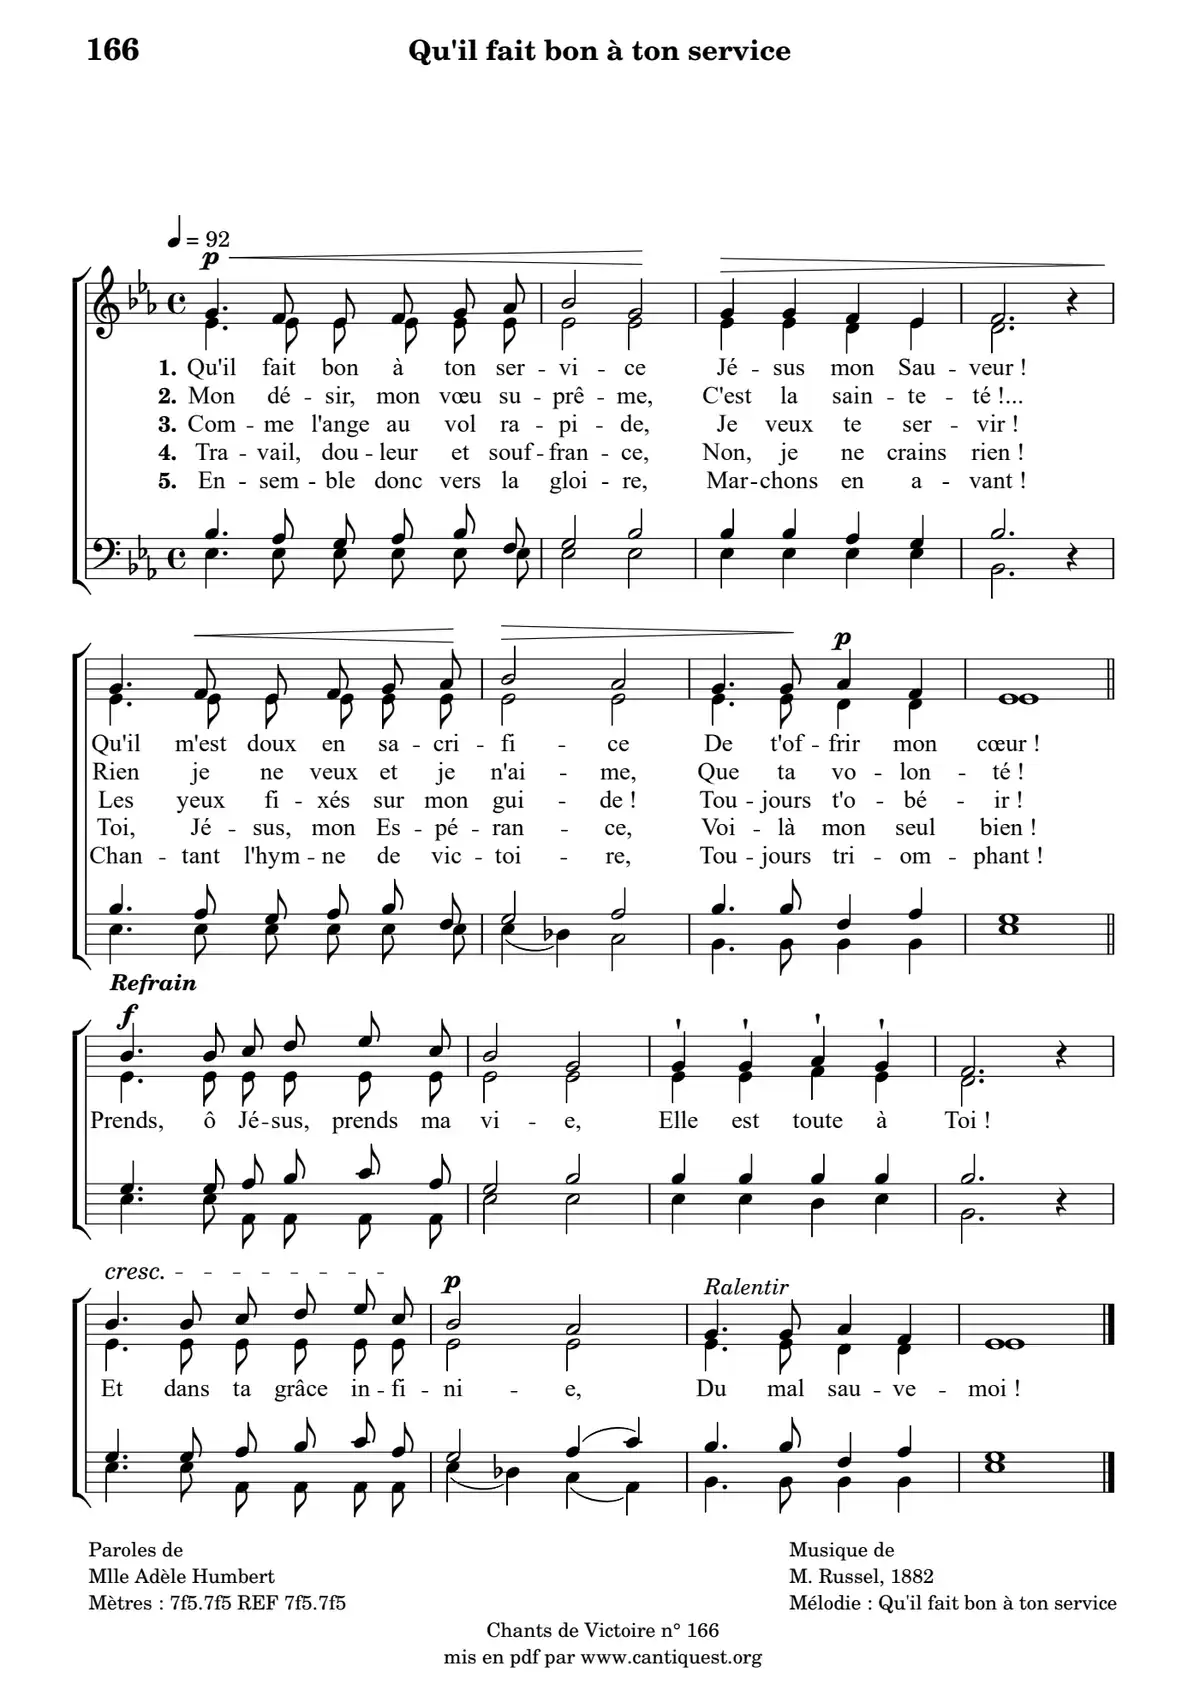 166 Qu'il fait bon à ton service
= 92
p
1. Qu'il fait bon à ton ser - vi - ce Jé - sus mon Sau - veur !
2. Mon dé - sir, mon vœu su - prê - me, C'est la sain - te - té !...
3. Com - me l'ange au vol ra - pi - de, Je veux te ser - vir !
4. Tra - vail, dou - leur et souf - fran - ce, Non, je ne crains rien !
5. En - sem - ble donc vers la gloi - re, Mar - chons en a - vant !
p
Qu'il m'est doux en sa - cri - fi - ce De t'of - frir mon cœur !
Rien je ne veux et je n'ai - me, Que ta vo - lon - té !
Les yeux fi - xés sur mon gui - de ! Tou - jours t'o - bé - ir !
Toi, Jé - sus, mon Es - pé - ran - ce, Voi - là mon seul bien !
Chan - tant l'hym - ne de vic - toi - re, Tou - jours tri - om - phant !
Refrain
f
Prends, ô Jé - sus, prends ma vi - e, Elle est toute à Toi !
cresc. p Ralentir
Et dans ta grâce in - fi - ni - e, Du mal sau - ve - moi !
Paroles de
Mlle Adèle Humbert
Mètres : 7f5.7f5 REF 7f5.7f5
Musique de
M. Russel, 1882
Mélodie : Qu'il fait bon à ton service
Chants de Victoire n° 166
mis en pdf par www.cantiquest.org